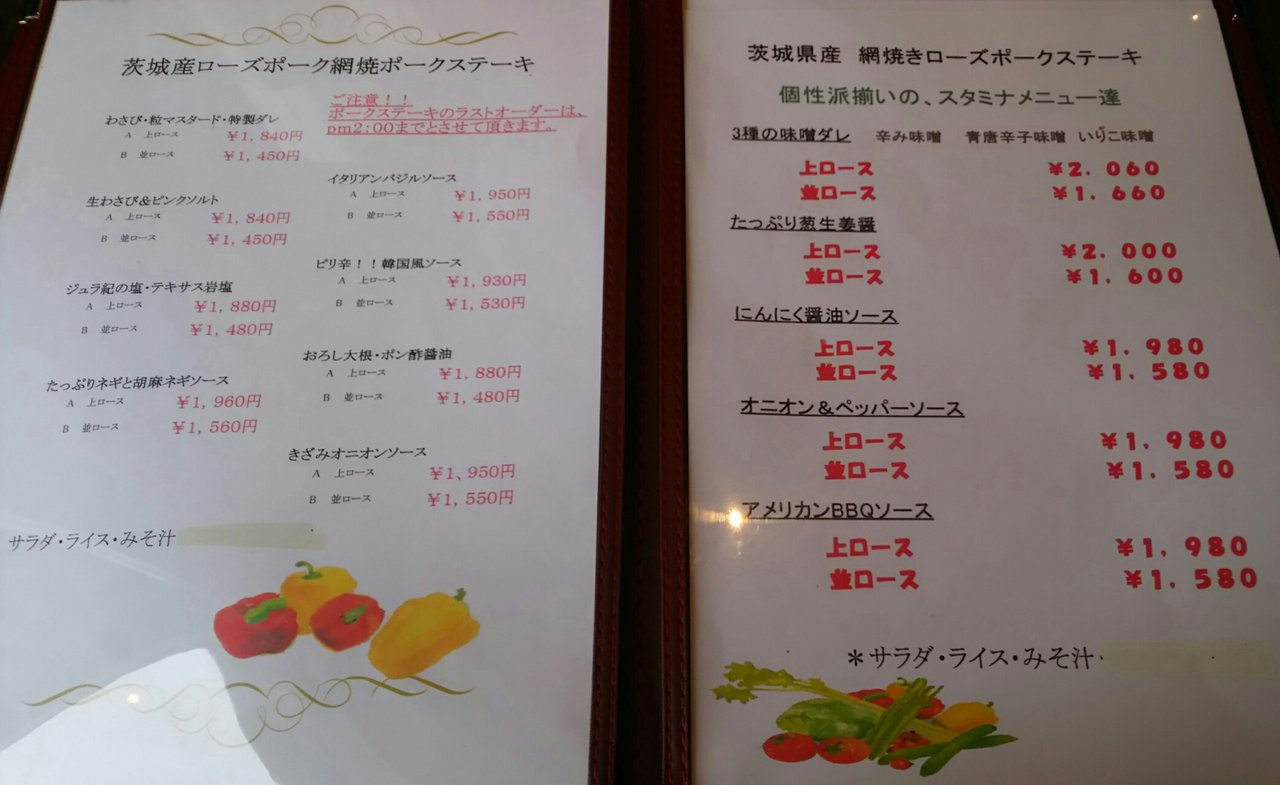 茨城産ローズポーク網焼ポークステーキ
ご注意！！
ポークステーキのラストオーダーは、
pm2：00までとさせて頂きます。
わさび・粒マスタード・特製ダレ
A 上ロース ￥1，840円
B 並ロース ￥1，450円
生わさび＆ピンクソルト
A 上ロース ￥1，840円
B 並ロース ￥1，450円
ジュラ紀の塩・テキサス岩塩
A 上ロース ￥1，880円
B 並ロース ￥1，480円
たっぷりネギと胡麻ネギソース
A 上ロース ￥1，960円
B 並ロース ￥1，560円
イタリアンバジルソース
A 上ロース ￥1，950円
B 並ロース ￥1，550円
ピリ辛！！韓国風ソース
A 上ロース ￥1，930円
B 並ロース ￥1，530円
おろし大根・ポン酢醤油
A 上ロース ￥1，880円
B 並ロース ￥1，480円
きざみオニオンソース
A 上ロース ￥1、950円
B 並ロース ￥1，550円
サラダ・ライス・みそ汁
茨城県産 網焼きローズポークステーキ
個性派揃いの、スタミナメニュー達
3種の味噌ダレ 辛み味噌 青唐辛子味噌 いりこ味噌
上ロース ￥2，060
並ロース ￥1，660
たっぷり葱生姜醤
上ロース ￥2，000
並ロース ￥1，600
にんにく醤油ソース
上ロース ￥1，980
並ロース ￥1，580
オニオン＆ペッパーソース
上ロース ￥1，980
並ロース ￥1，580
アメリカンBBQソース
上ロース ￥1，980
並ロース ￥1，580
＊サラダ・ライス・みそ汁